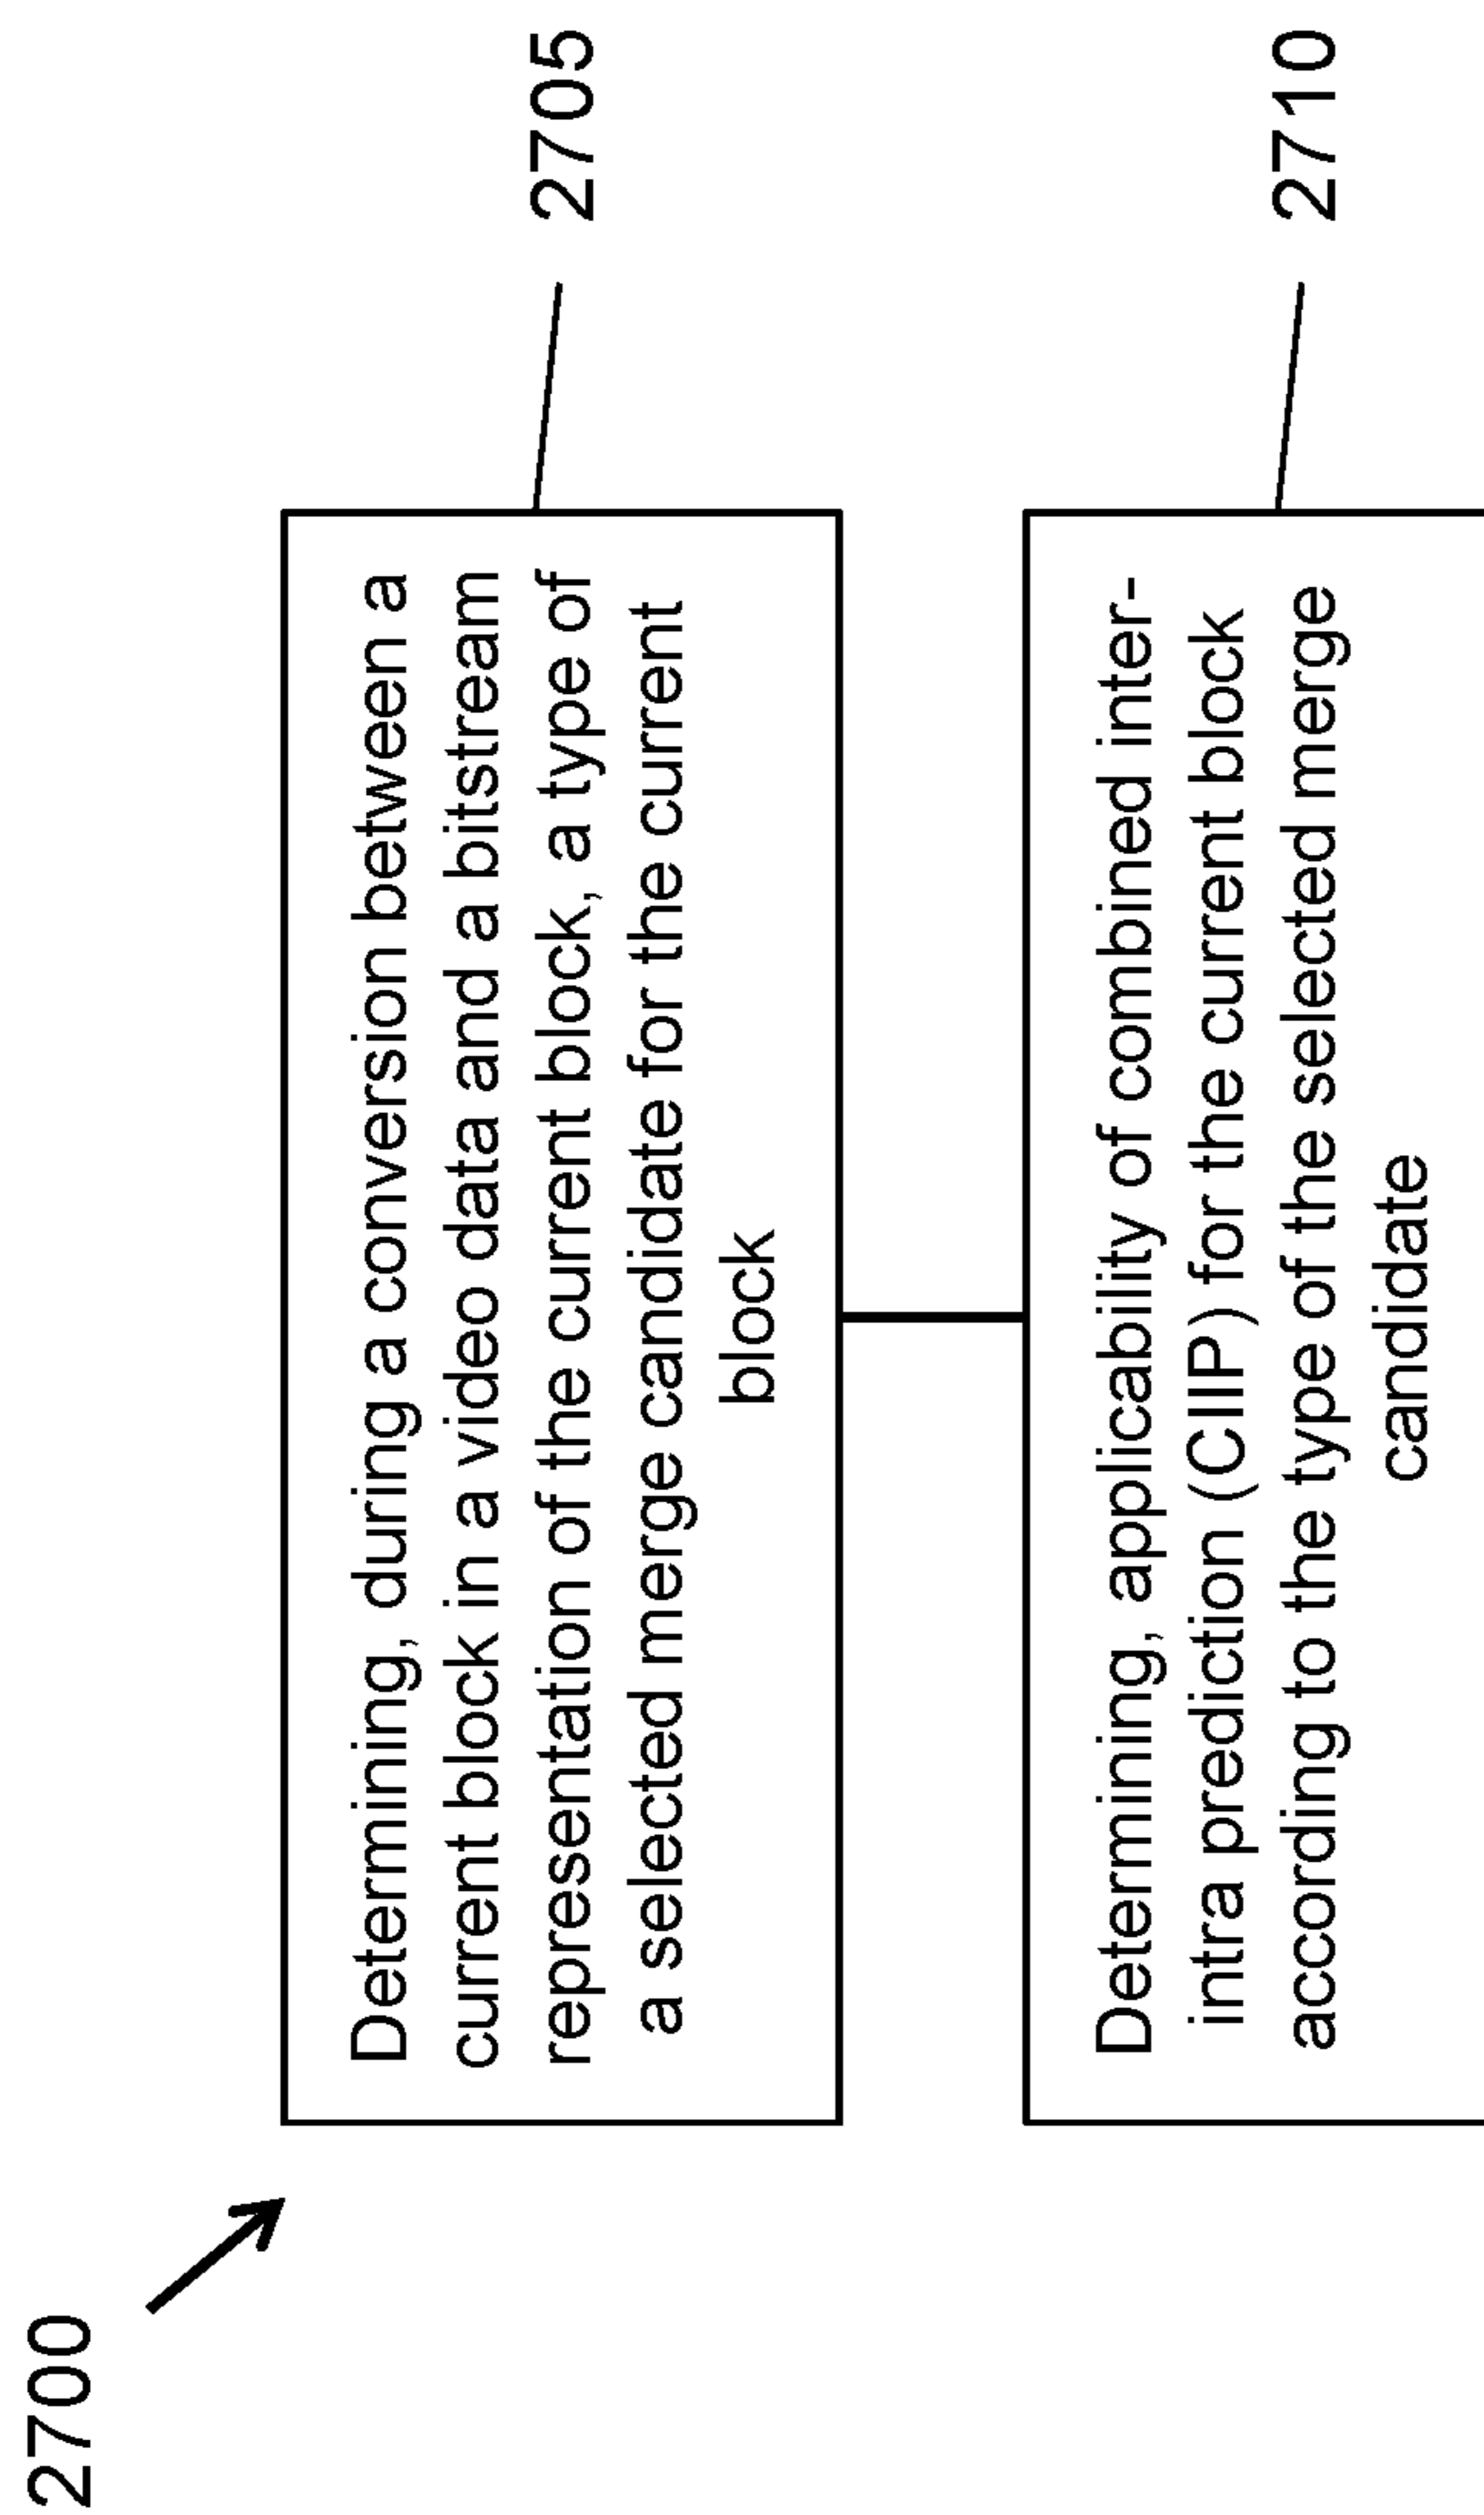 2700
Determining, during a conversion between a
current block in a video data and a bitstream
representation of the current block, a type of
a selected merge candidate for the current
block
2705
Determining, applicability of combined inter-
intra prediction (CIIP) for the current block
according to the type of the selected merge
candidate
2710